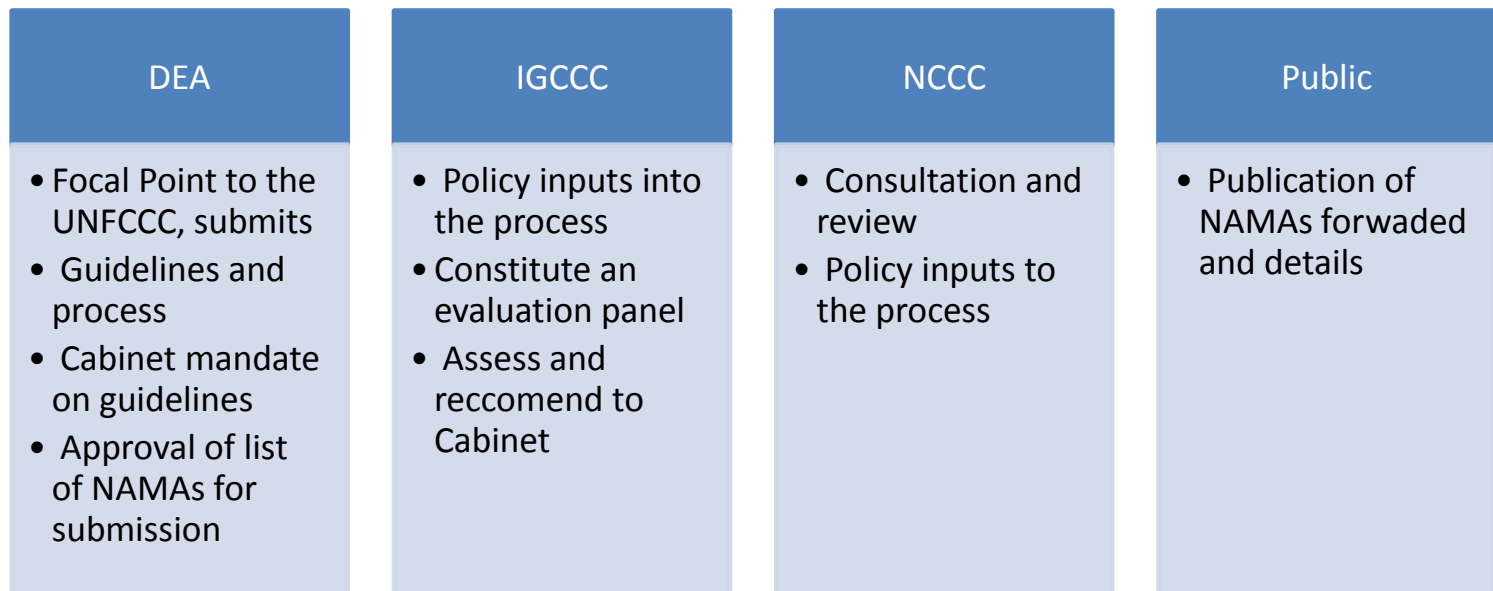 DEA
• Focal Point to the
UNFCCC, submits
• Guidelines and
process
• Cabinet mandate
on guidelines
• Approval of list
of NAMAs for
submission
IGCCC
• Policy inputs into
the process
• Constitute an
evaluation panel
• Assess and
reccomend to
Cabinet
NCCC
• Consultation and
review
• Policy inputs to
the process
Public
• Publication of
NAMAs forwaded
and details